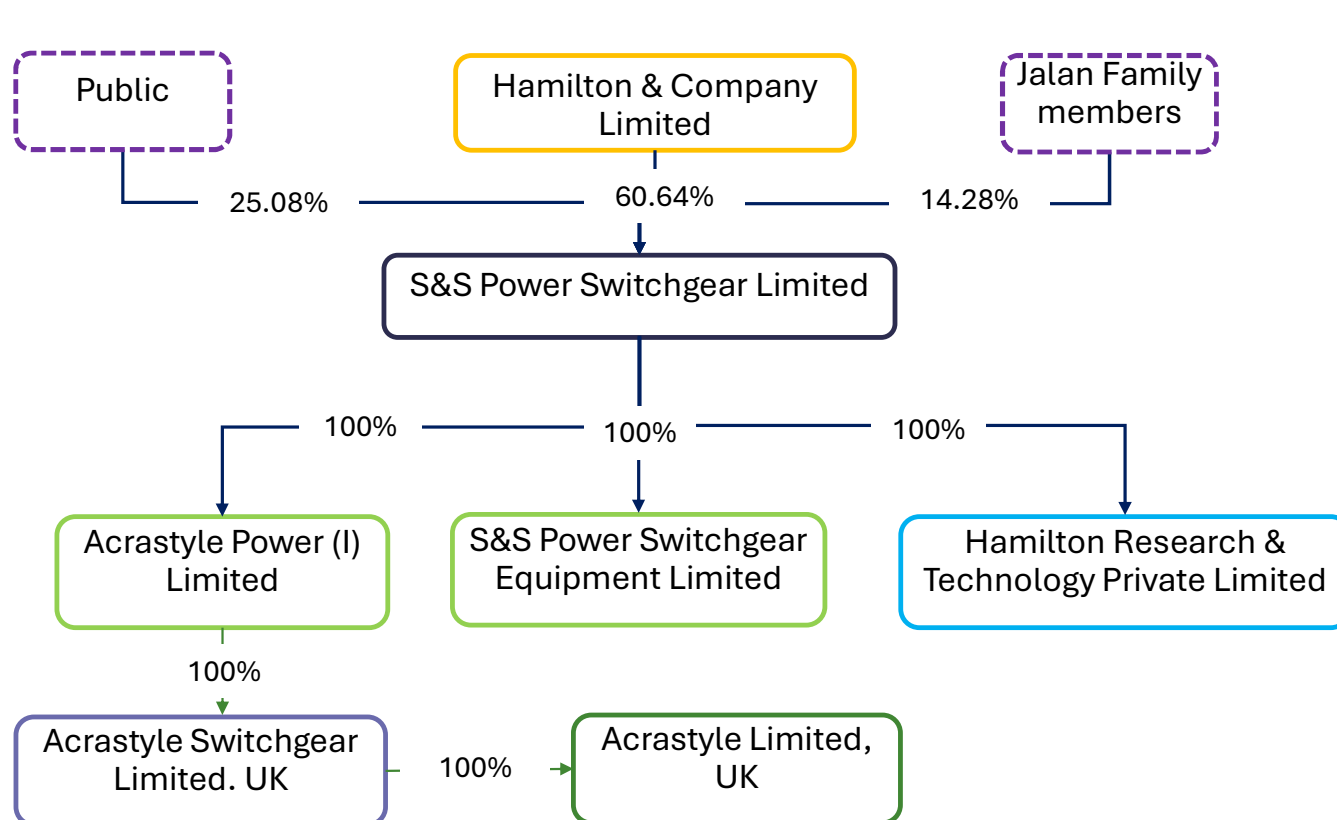 Public
Hamilton & Company
Limited
Jalan Family
members
25.08%
60.64%
14.28%
S&S Power Switchgear Limited
100%
100%
100%
Acrastyle Power (I)
Limited
S&S Power Switchgear
Equipment Limited
Hamilton Research &
Technology Private Limited
100%
Acrastyle Switchgear
Limited. UK
100%
Acrastyle Limited,
UK